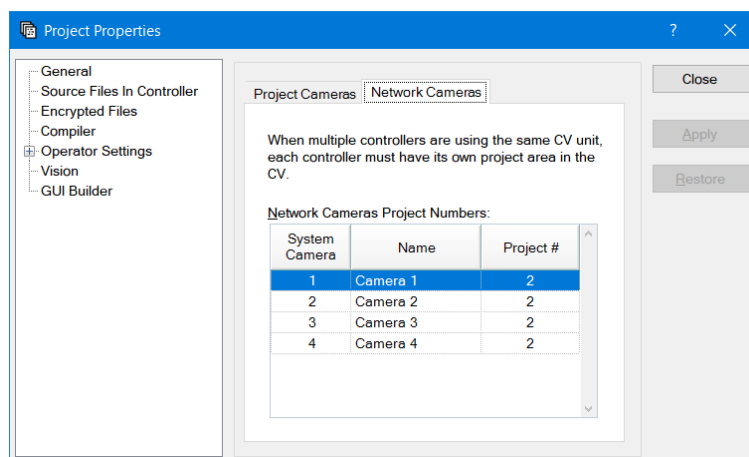 Project Properties
General
Source Files In Controller
Encrypted Files
Compiler
Operator Settings
Vision
GUI Builder
Project Cameras
Network Cameras
When multiple controllers are using the same CV unit,
each controller must have its own project area in the
CV.
Network Cameras Project Numbers:
System
Camera
Name
Project #
1 Camera 1 2
2 Camera 2 2
3 Camera 3 2
4 Camera 4 2
Close
Apply
Restore